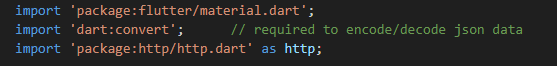 import 'package:flutter/material.dart';
import 'dart:convert';      // required to encode/decode json data
import 'package:http/http.dart' as http;